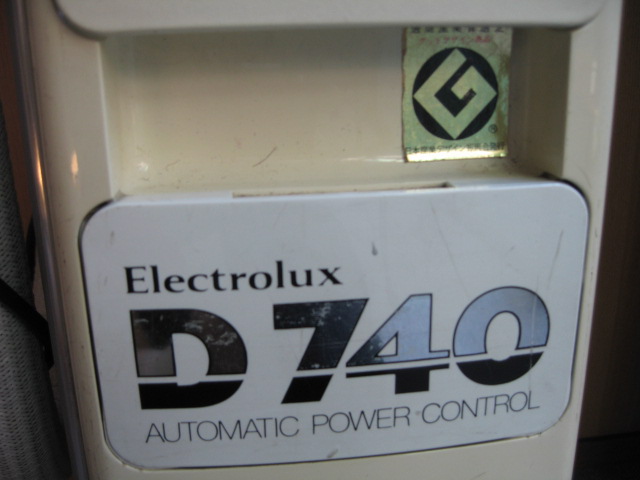 G
Electrolux
D740
AUTOMATIC POWER CONTROL